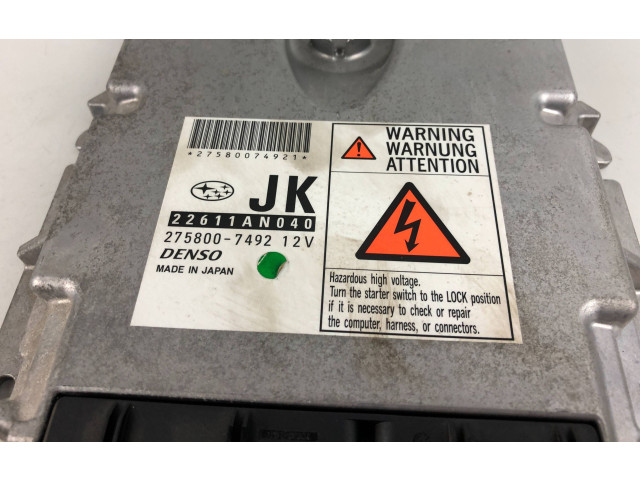 *27580074921*
JK
22611AN040
275800-7492 12V
DENSO
MADE IN JAPAN
WARNING
WARNUNG
ATTENTION
Hazardous high voltage.
Turn the starter switch to the LOCK position
if it is necessary to check or repair
the computer, harness, or connectors.